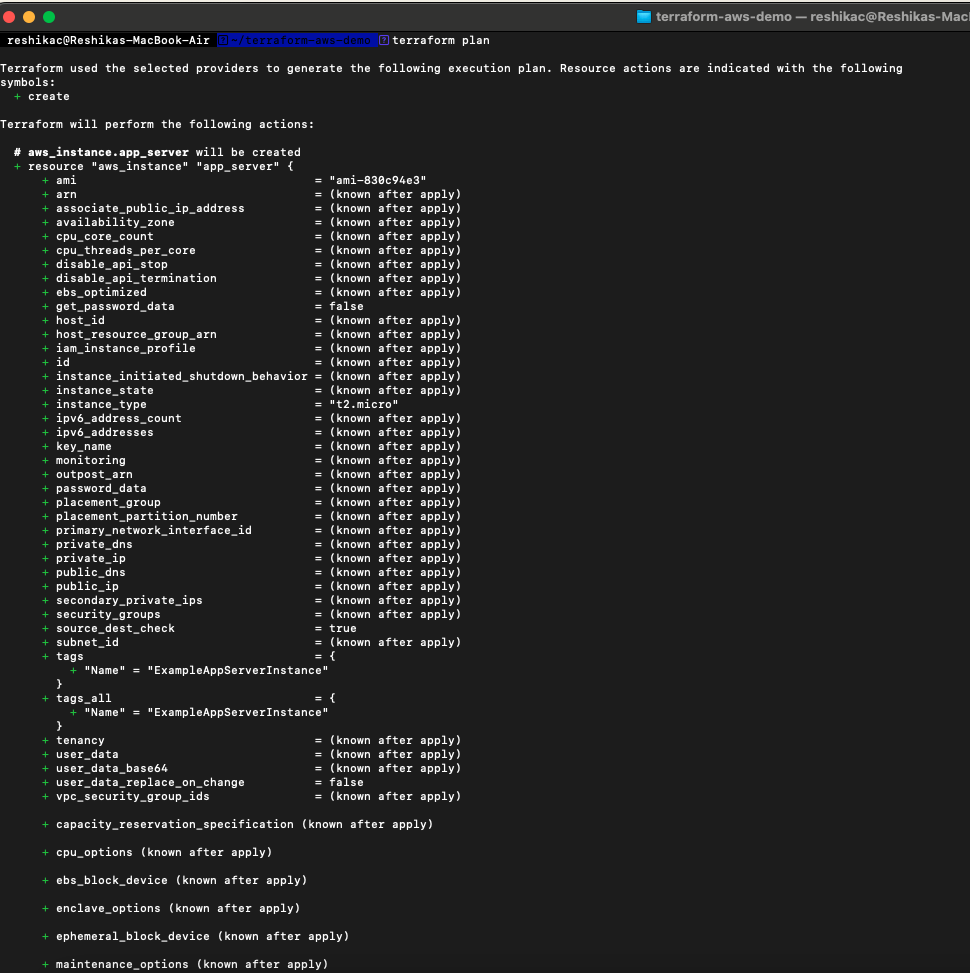 terraform-aws-demo — reshikac@Reshikas-Mac
reshikac@Reshikas-MacBook-Air ~/terraform-aws-demo terraform plan
Terraform used the selected providers to generate the following execution plan. Resource actions are indicated with the following
symbols:
+ create
Terraform will perform the following actions:
# aws_instance.app_server will be created
+ resource "aws_instance" "app_server" {
+ ami = "ami-830c94e3"
+ arn = (known after apply)
+ associate_public_ip_address = (known after apply)
+ availability_zone = (known after apply)
+ cpu_core_count = (known after apply)
+ cpu_threads_per_core = (known after apply)
+ disable_api_stop = (known after apply)
+ disable_api_termination = (known after apply)
+ ebs_optimized = (known after apply)
+ get_password_data = false
+ host_id = (known after apply)
+ host_resource_group_arn = (known after apply)
+ iam_instance_profile = (known after apply)
+ id = (known after apply)
+ instance_initiated_shutdown_behavior = (known after apply)
+ instance_state = (known after apply)
+ instance_type = "t2.micro"
+ ipv6_address_count = (known after apply)
+ ipv6_addresses = (known after apply)
+ key_name = (known after apply)
+ monitoring = (known after apply)
+ outpost_arn = (known after apply)
+ password_data = (known after apply)
+ placement_group = (known after apply)
+ placement_partition_number = (known after apply)
+ primary_network_interface_id = (known after apply)
+ private_dns = (known after apply)
+ private_ip = (known after apply)
+ public_dns = (known after apply)
+ public_ip = (known after apply)
+ secondary_private_ips = (known after apply)
+ security_groups = (known after apply)
+ source_dest_check = true
+ subnet_id = (known after apply)
+ tags = {
+ "Name" = "ExampleAppServerInstance"
}
+ tags_all = {
+ "Name" = "ExampleAppServerInstance"
}
+ tenancy = (known after apply)
+ user_data = (known after apply)
+ user_data_base64 = (known after apply)
+ user_data_replace_on_change = false
+ vpc_security_group_ids = (known after apply)
+ capacity_reservation_specification (known after apply)
+ cpu_options (known after apply)
+ ebs_block_device (known after apply)
+ enclave_options (known after apply)
+ ephemeral_block_device (known after apply)
+ maintenance_options (known after apply)